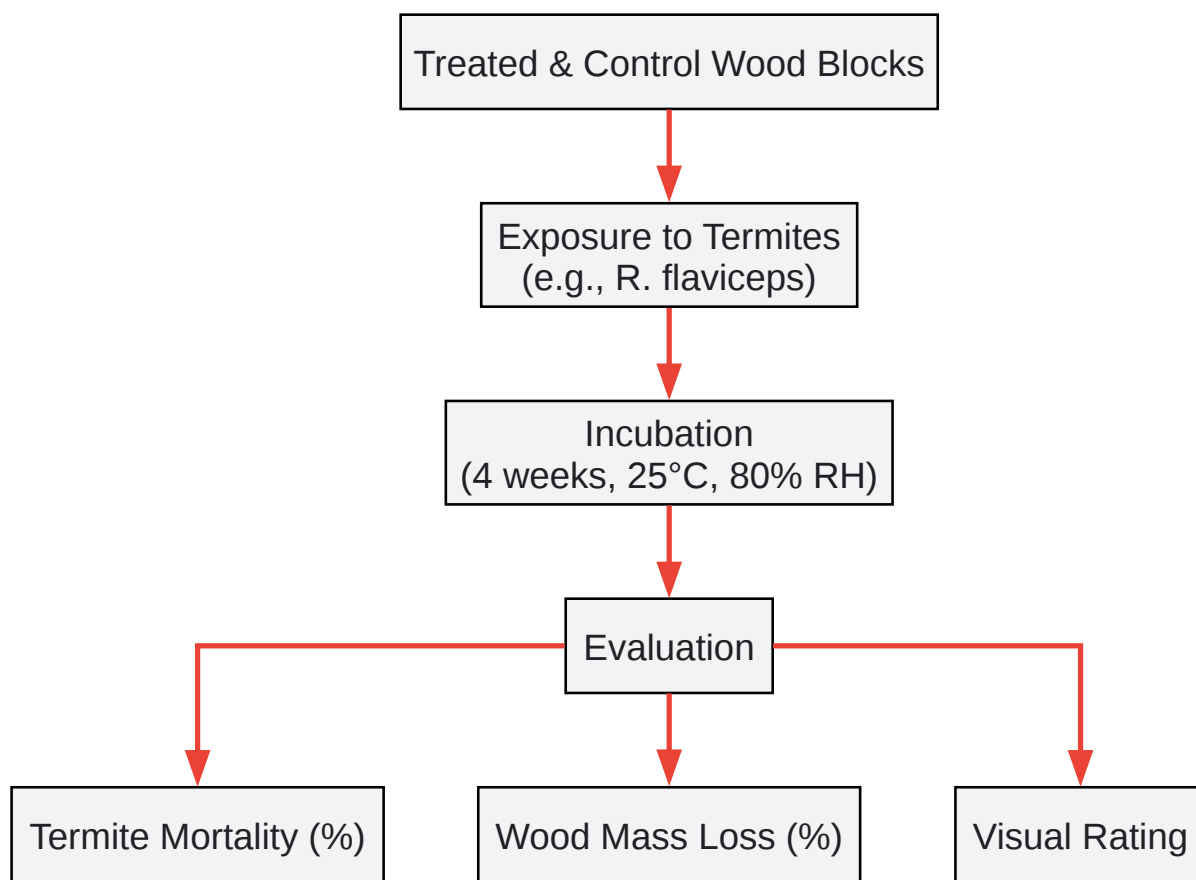 Treated & Control Wood Blocks
Exposure to Termites
(e.g., R. flaviceps)
Incubation
(4 weeks, 25°C, 80% RH)
Evaluation
Termite Mortality (%)
Wood Mass Loss (%)
Visual Rating